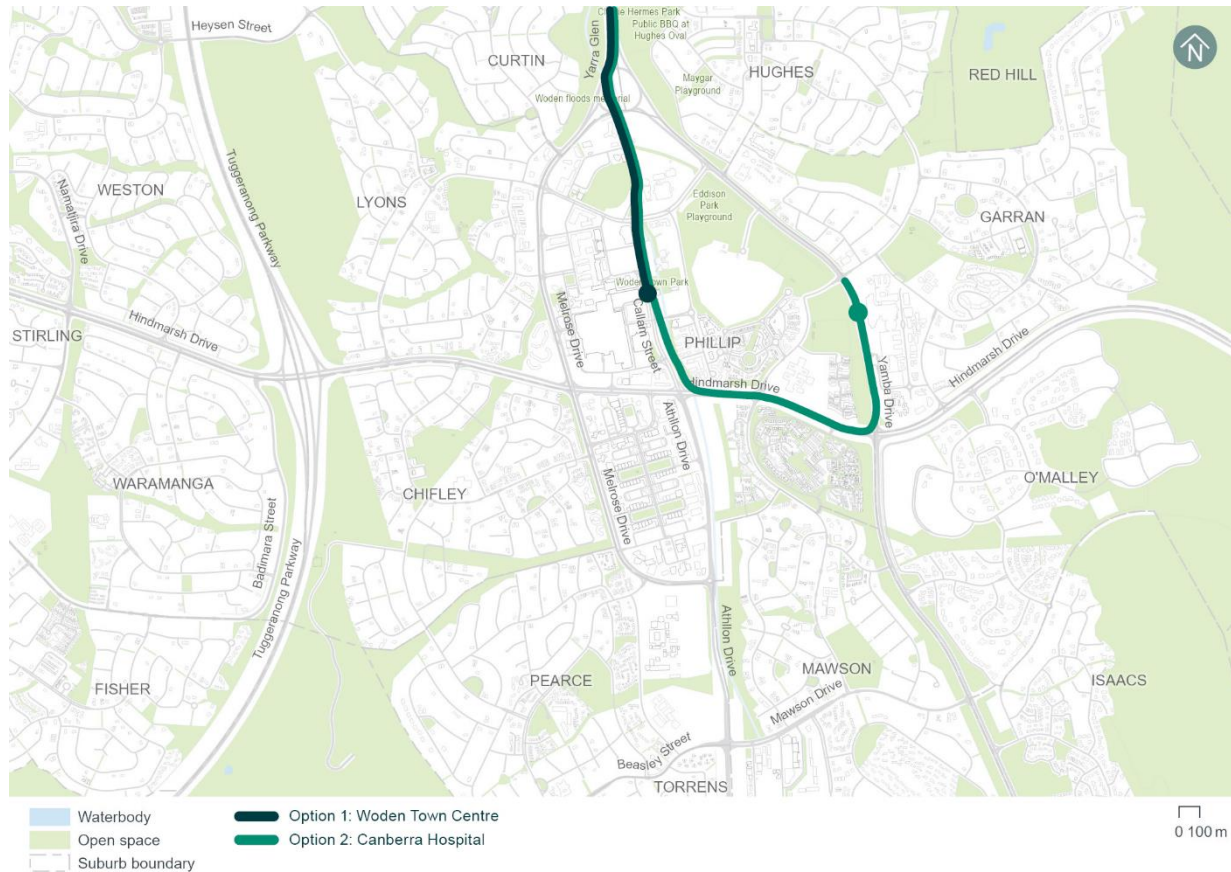 Heysen Street
CURTIN
Yarra Glen
Hermes Park
Public BBQ at
Hughes Oval
HUGHES
RED HILL
N
Maygar
Playground
Woden floods memorial
Tuggeranong Parkway
WESTON
Namatjira Drive
LYONS
Eddison
Park
Playground
GARRAN
Woden Town Park
STIRLING
Hindmarsh Drive
Melrose Drive
Callam Street
PHILLIP
Hindmarsh Drive
Yamba Drive
Hindmarsh Drive
Athllon Drive
WARAMANGA
CHIFLEY
O'MALLEY
Badimara Street
Melrose Drive
Tuggeranong Parkway
Athllon Drive
FISHER
PEARCE
MAWSON
Mawson Drive
ISAACS
Beasley Street
TORRENS
Waterbody
Open space
Suburb boundary
Option 1: Woden Town Centre
Option 2: Canberra Hospital
0 100 m